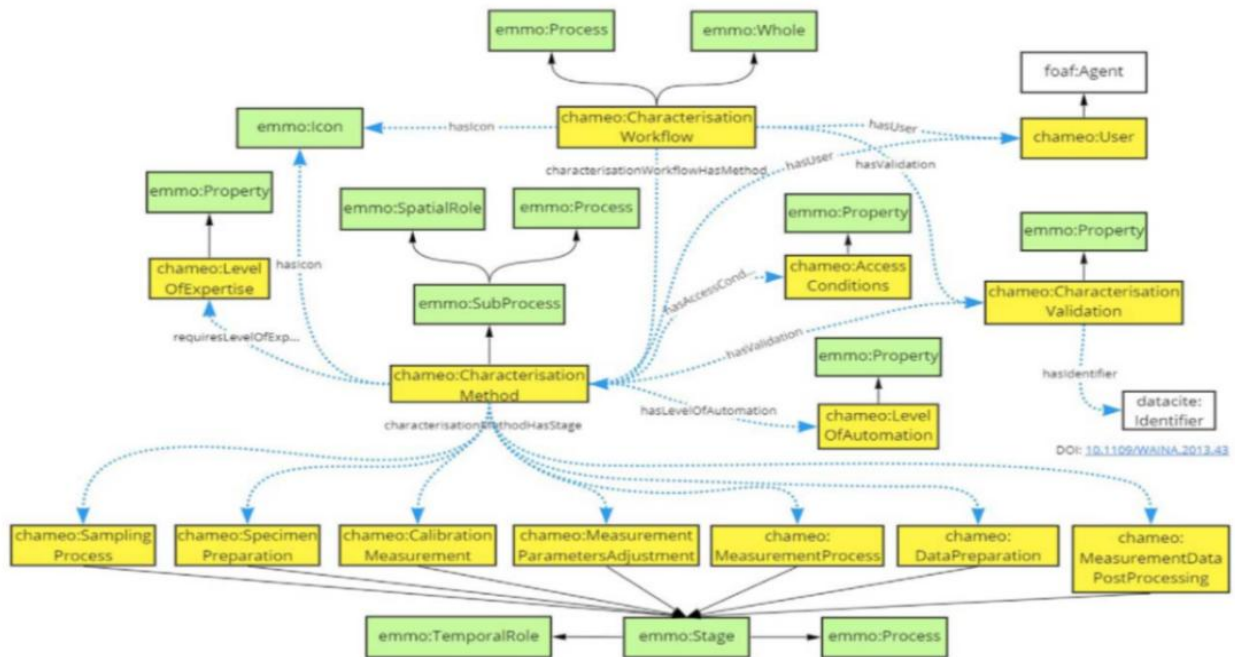 emmo:Process
emmo:Whole
foaf:Agent
emmo:Icon
hasIcon
chameo:Characterisation
Workflow
hasUser
chameo:User
characterisationWorkflowHasMethod
hasUser
hasValidation
emmo:Property
emmo:SpatialRole
emmo:Process
emmo:Property
emmo:Property
hasIcon
chameo:Level
OfExpertise
chameo:Access
Conditions
hasAccessCond...
chameo:Characterisation
Validation
emmo:SubProcess
requiresLevelOfExp...
hasValidation
emmo:Property
chameo:Characterisation
Method
hasIdentifier
hasLevelOfAutomation
chameo:Level
OfAutomation
datacite:
Identifier
characterisationMethodHasStage
DOI: 10.1109/WAINA.2013.43
chameo:Sampling
Process
chameo:Specimen
Preparation
chameo:Calibration
Measurement
chameo:Measurement
ParametersAdjustment
chameo:
MeasurementProcess
chameo:
DataPreparation
chameo:
MeasurementData
PostProcessing
emmo:TemporalRole
emmo:Stage
emmo:Process